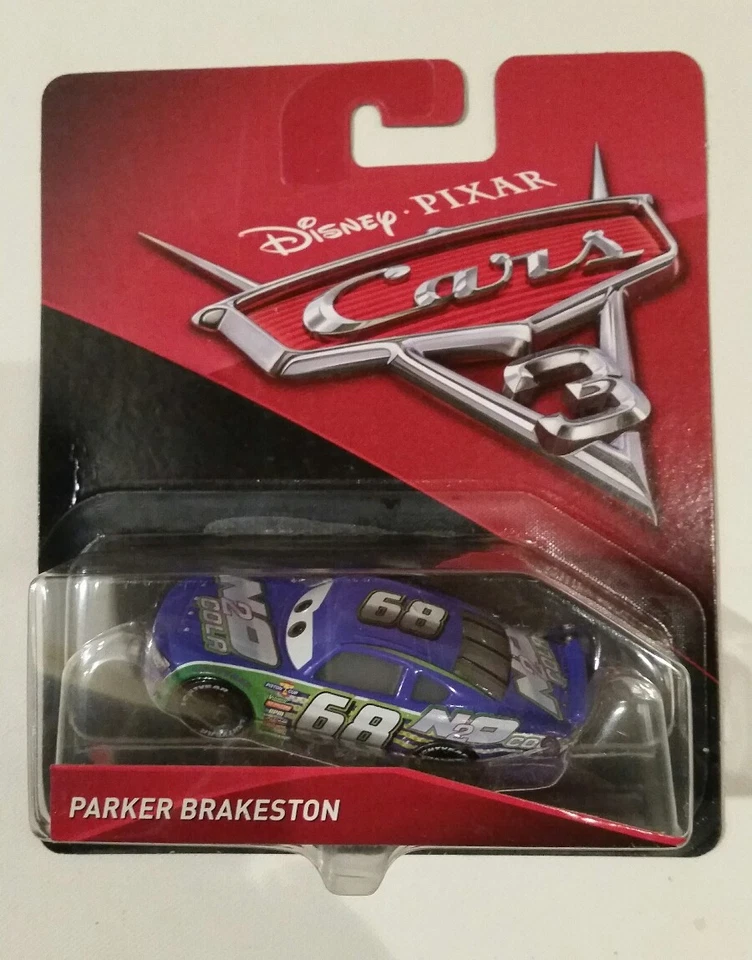 Disney · PIXAR
Cars
3
N2O
COLA
68
68
N2O
PARKER BRAKESTON